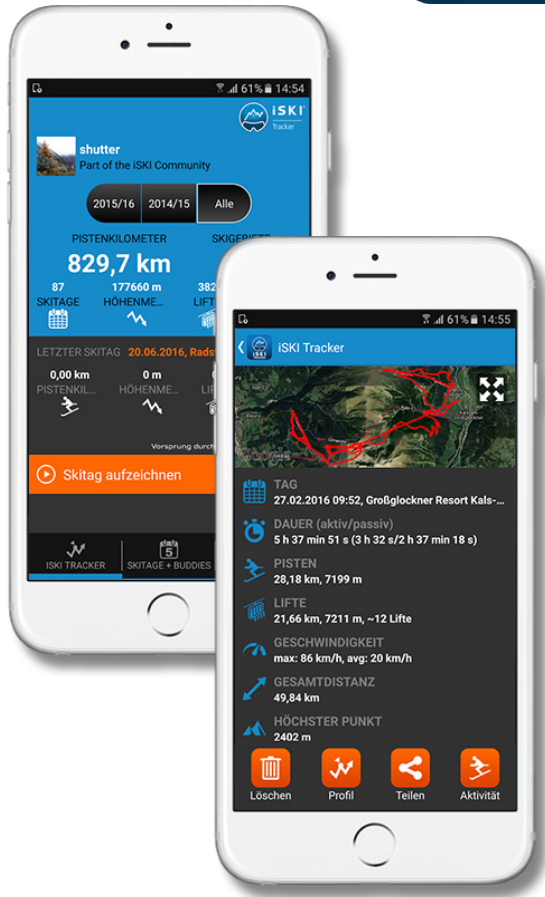 61% 14:54
iSKI
Tracker
shutter
Part of the iSKI Community
2015/16 2014/15 Alle
PISTENKILOMETER
829,7 km
87 177660 m 382
SKITAGE HÖHENME... LIFT
LETZTER SKITAG 20.06.2016, Rads
0,00 km 0 m
PISTENKIL... HÖHENME... LI
Vorsprung durch
Skitag aufzeichnen
5
ISKI TRACKER SKITAGE + BUDDIES
61% 14:55
iSKI Tracker
TAG
27.02.2016 09:52, Großglockner Resort Kals-...
DAUER (aktiv/passiv)
5 h 37 min 51 s (3 h 32 s/2 h 37 min 18 s)
PISTEN
28,18 km, 7199 m
LIFTE
21,66 km, 7211 m, ~12 Lifte
GESCHWINDIGKEIT
max: 86 km/h, avg: 20 km/h
GESAMTDISTANZ
49,84 km
HÖCHSTER PUNKT
2402 m
Löschen Profil Teilen Aktivität